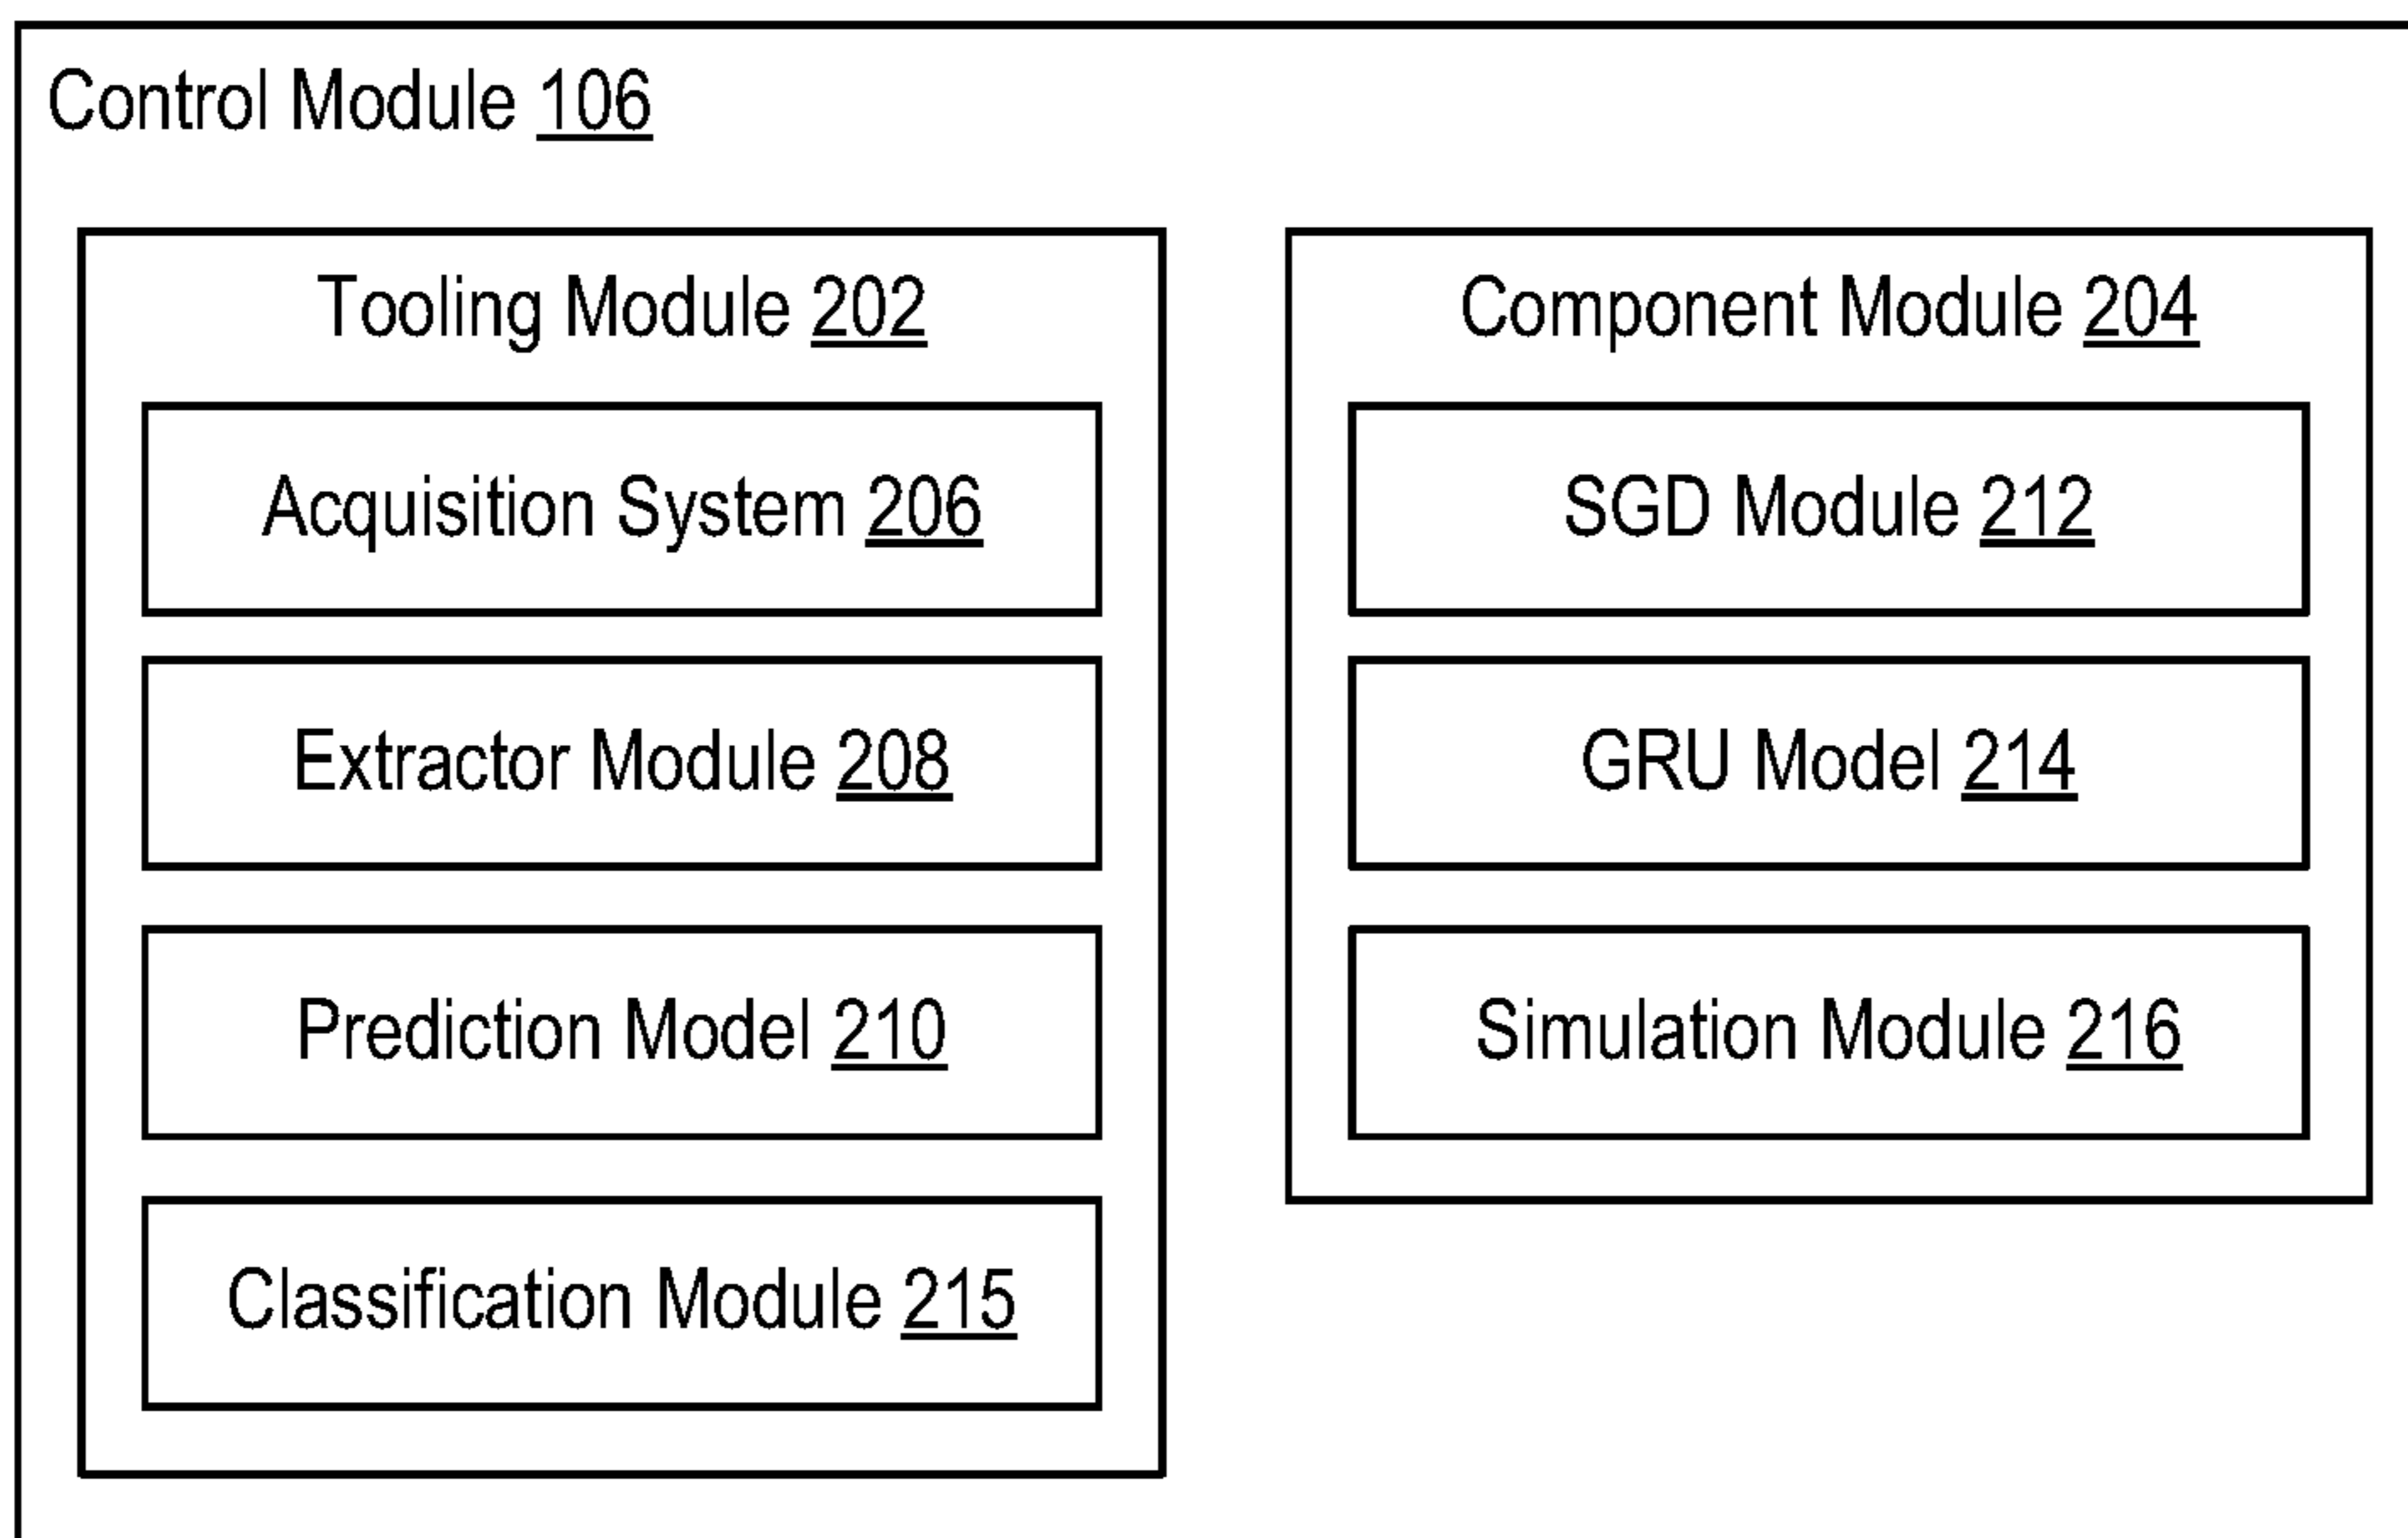 Control Module 106
Tooling Module 202
Acquisition System 206
Extractor Module 208
Prediction Model 210
Classification Module 215
Component Module 204
SGD Module 212
GRU Model 214
Simulation Module 216